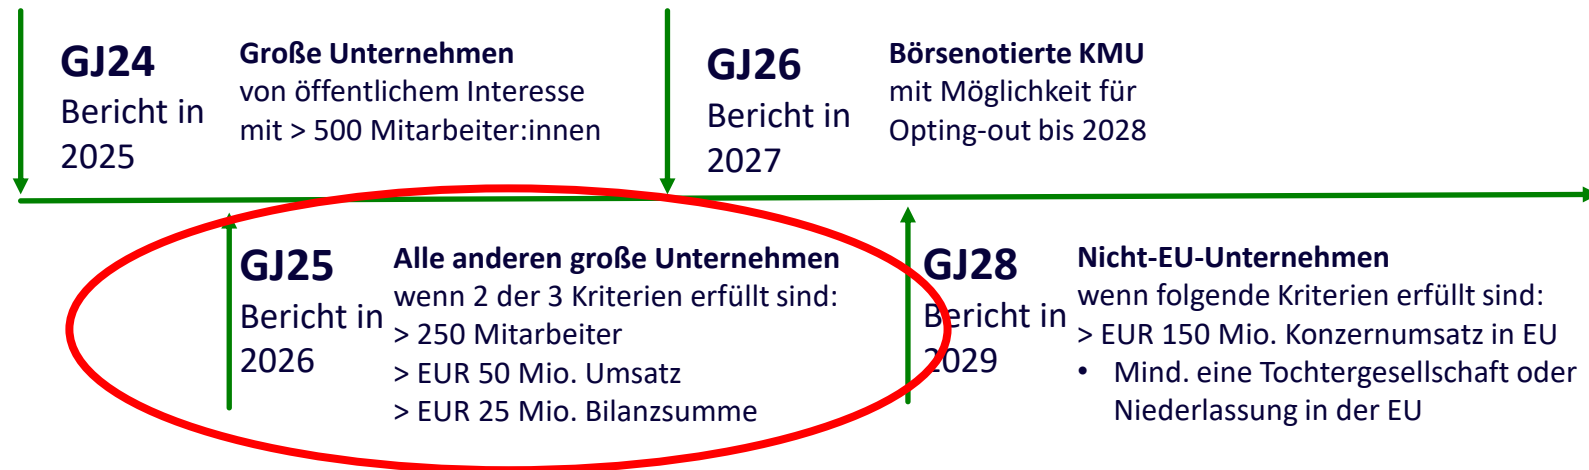 GJ24
Bericht in
2025
Große Unternehmen
von öffentlichem Interesse
mit > 500 Mitarbeiter:innen
GJ26
Bericht in
2027
Börsenotierte KMU
mit Möglichkeit für
Opting-out bis 2028
GJ25
Bericht in
2026
Alle anderen große Unternehmen
wenn 2 der 3 Kriterien erfüllt sind:
> 250 Mitarbeiter
> EUR 50 Mio. Umsatz
> EUR 25 Mio. Bilanzsumme
GJ28
Bericht in
2029
Nicht-EU-Unternehmen
wenn folgende Kriterien erfüllt sind:
> EUR 150 Mio. Konzernumsatz in EU
• Mind. eine Tochtergesellschaft oder
Niederlassung in der EU